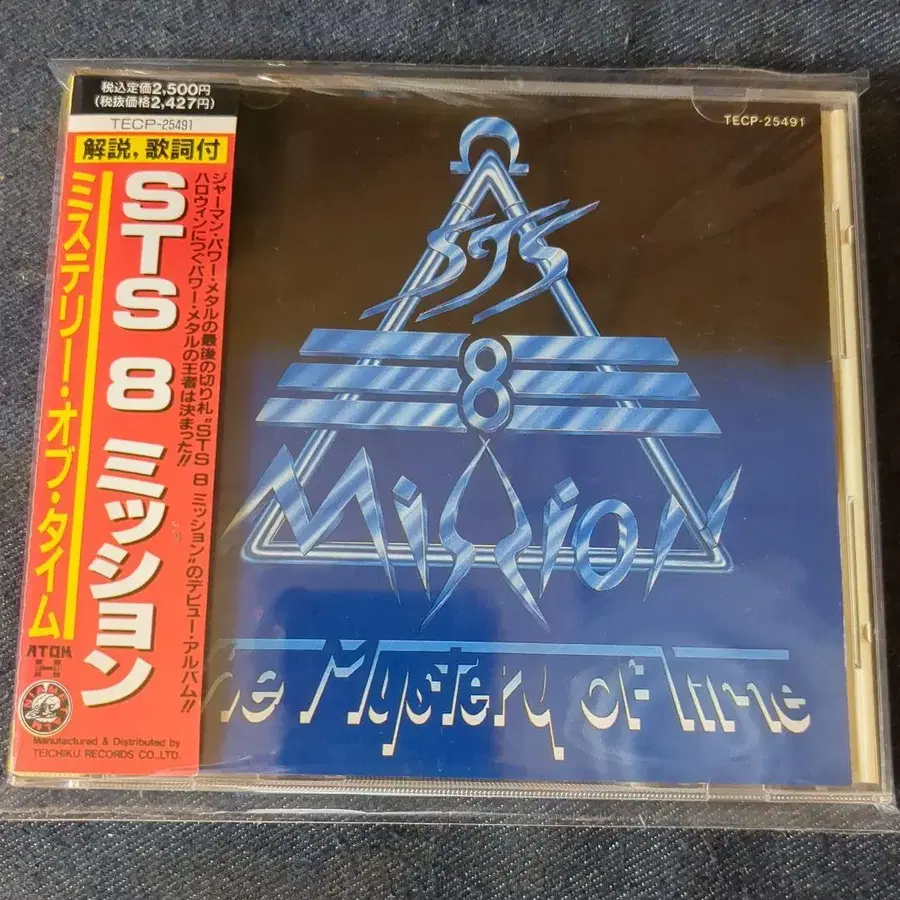 税込定価2,500円
(税抜価格2,427円)
TECP-25491
解説，歌詞付
STS 8 ミッション
ミステリー・オブ・タイム
ジャーマン・パワー・メタルの最後の切り札"STS 8 ミッション"のデビュー・アルバム!!
ハロウィンにつぐパワー・メタルの王者は決まった!!
ATOM
Manufactured & Distributed by
TEICHIKU RECORDS CO.,LTD.
TECP-25491
STS
8
Mission
he Mystery of Time